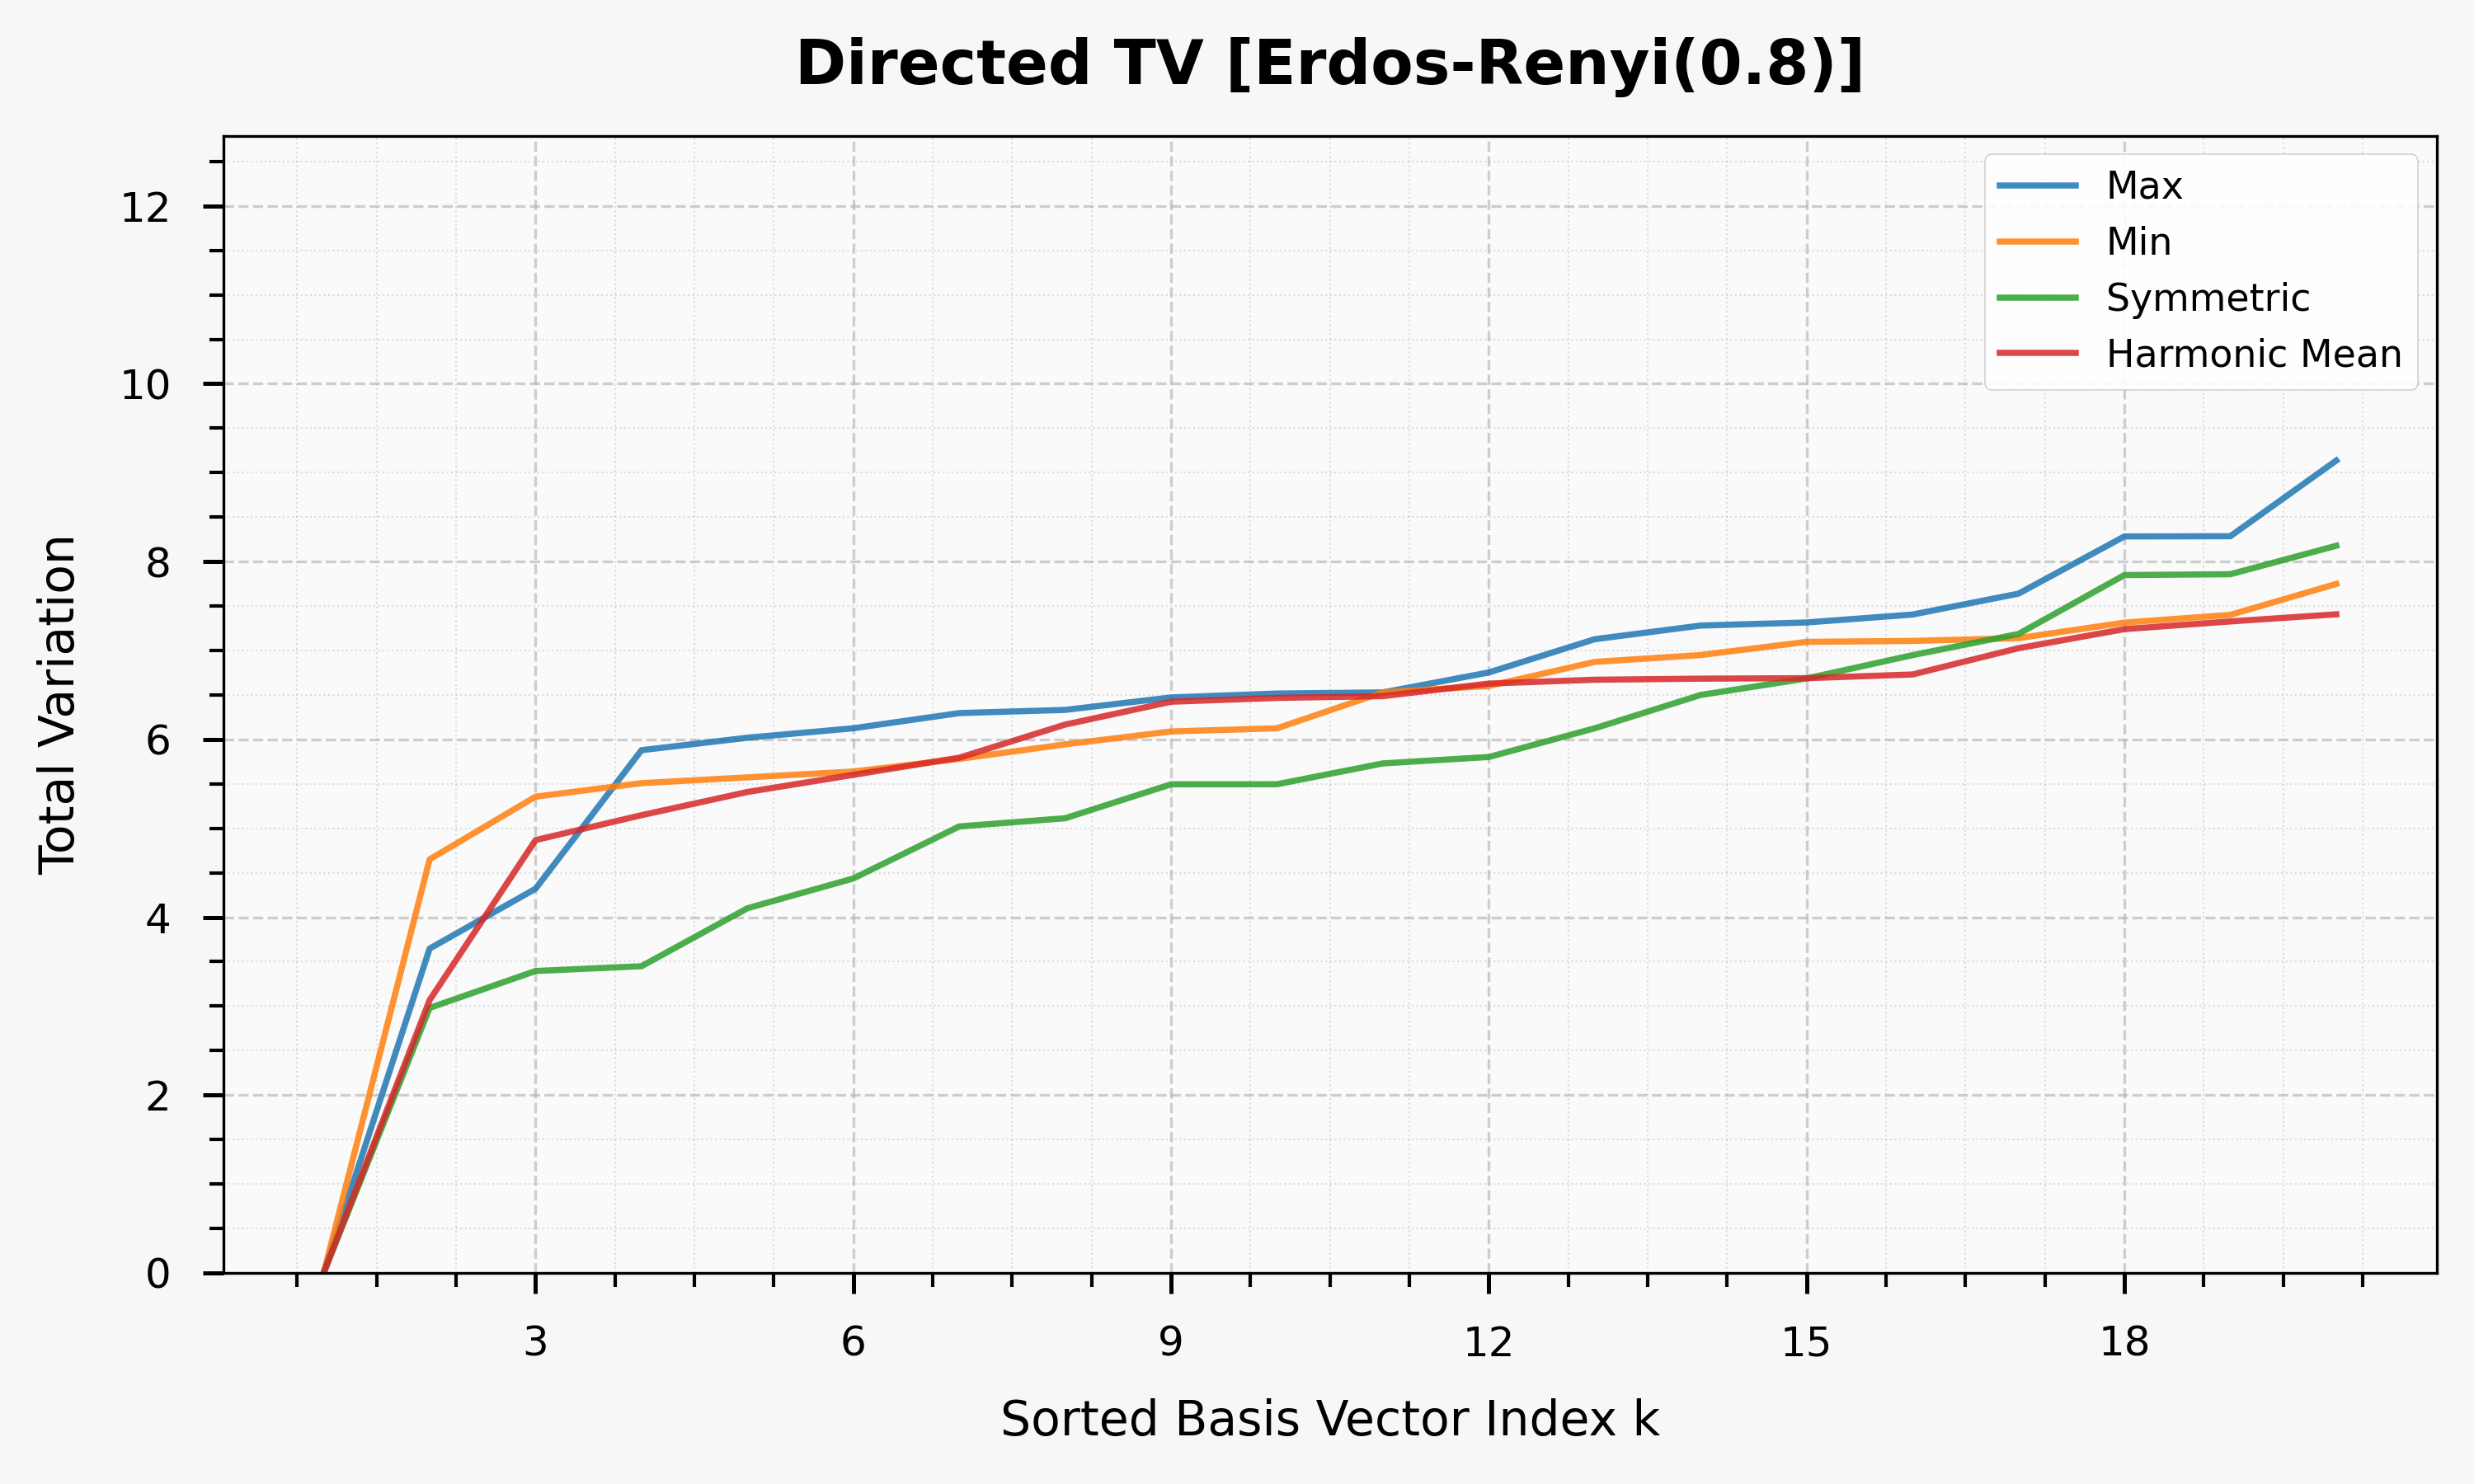 Directed TV [Erdos-Renyi(0.8)]
Max
Min
Symmetric
Harmonic Mean
Total Variation
12
10
8
6
4
2
0
3 6 9 12 15 18
Sorted Basis Vector Index k